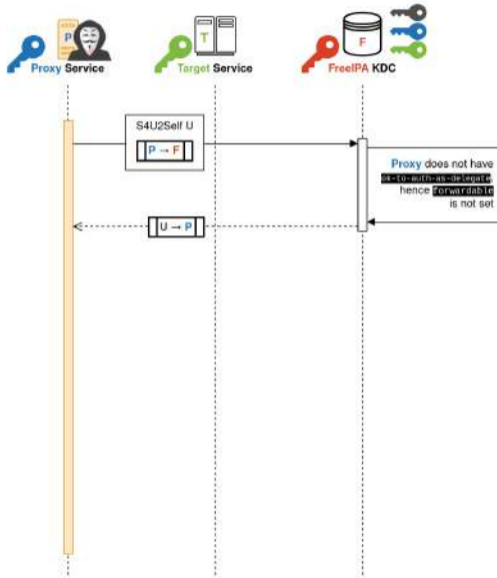 P
T
F
Proxy Service
Target Service
FreeIPA KDC
S4U2Self U
P → F
Proxy does not have
ok-to-auth-as-delegate,
hence forwardable
is not set
U → P